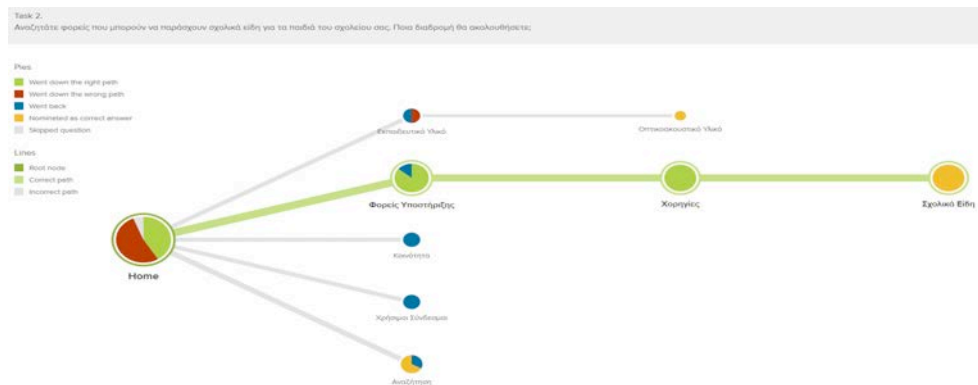 Task 2.
Αναζητάτε φορείς που μπορούν να παράσχουν σχολικά είδη για τα παιδιά του σχολείου σας. Ποια διαδρομή θα ακολουθήσετε;
Pies
Went down the right path
Went down the wrong path
Went back
Nominated as correct answer
Skipped question
Lines
Root node
Correct path
Incorrect path
Εκπαιδευτικό Υλικό
Οπτικοακουστικό Υλικό
Φορείς Υποστήριξης
Χορηγίες
Σχολικά Είδη
Home
Κοινότητα
Χρήσιμοι Σύνδεσμοι
Αναζήτηση